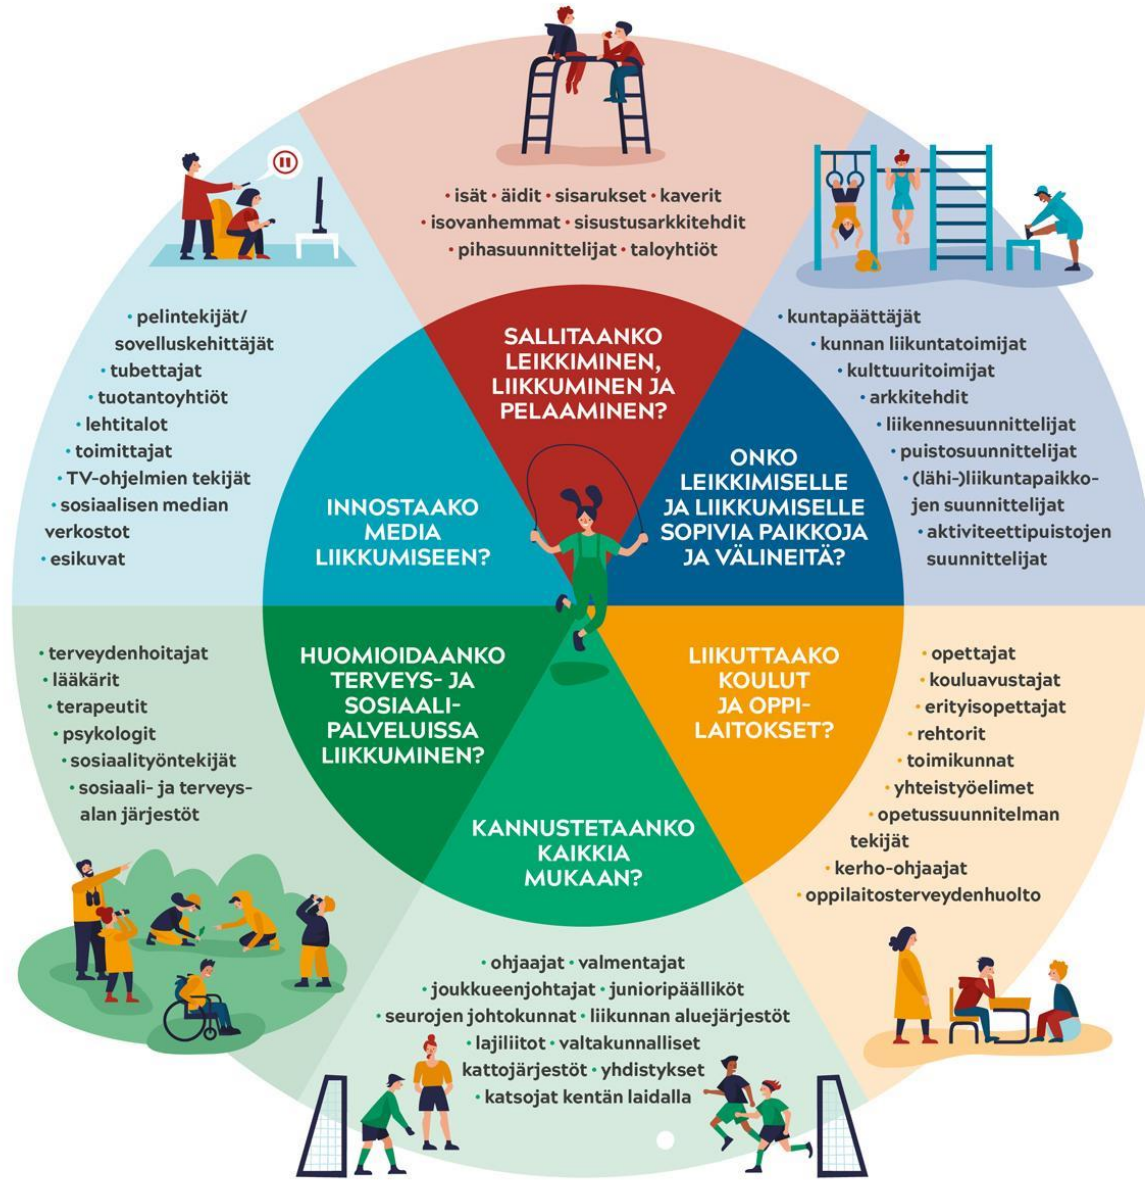 • isät • äidit • sisarukset • kaverit
• isovanhemmat • sisustusarkkitehdit
• pihasuunnittelijat • taloyhtiöt
SALLITAANKO
LEIKKIMINEN,
LIIKKUMINEN JA
PELAAMINEN?
• kuntapäättäjät
• kunnan liikuntatoimijat
• kulttuuritoimijat
• arkkitehdit
• liikennesuunnittelijat
• puistosuunnittelijat
• (lähi-)liikuntapaikko-
jen suunnittelijat
• aktiviteettipuistojen
suunnittelijat
ONKO
LEIKKIMISELLE
JA LIIKKUMISELLE
SOPIVIA PAIKKOJA
JA VÄLINEITÄ?
LIIKUTTAAKO
KOULUT
JA OPPI-
LAITOKSET?
• opettajat
• kouluavustajat
• erityisopettajat
• rehtorit
• toimikunnat
• yhteistyöelimet
• opetussuunnitelman
tekijät
• kerho-ohjaajat
• oppilaitosterveydenhuolto
KANNUSTETAANKO
KAIKKIA
MUKAAN?
• ohjaajat • valmentajat
• joukkueenjohtajat • junioripäälliköt
• seurojen johtokunnat • liikunnan aluejärjestöt
• lajiliitot • valtakunnalliset
kattojärjestöt • yhdistykset
• katsojat kentän laidalla
HUOMIOIDAANKO
TERVEYS- JA
SOSIAALI-
PALVELUISSA
LIIKKUMINEN?
• terveydenhoitajat
• lääkärit
• terapeutit
• psykologit
• sosiaalityöntekijät
• sosiaali- ja terveys-
alan järjestöt
INNOSTAAKO
MEDIA
LIIKKUMISEEN?
• pelintekijät/
sovelluskehittäjät
• tubettajat
• tuotantoyhtiöt
• lehtitalot
• toimittajat
• TV-ohjelmien tekijät
• sosiaalisen median
verkostot
• esikuvat